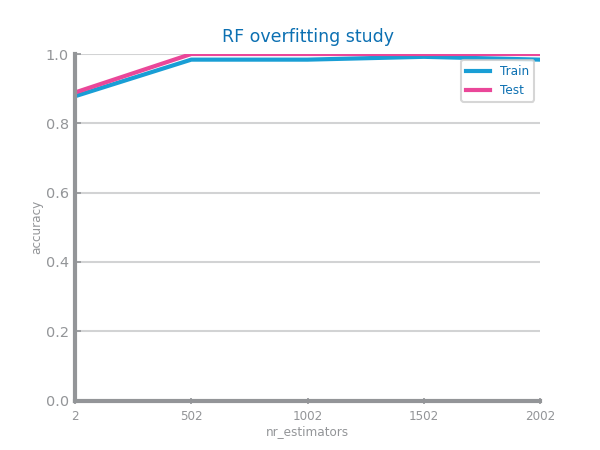 RF overfitting study
1.0
0.8
0.6
0.4
0.2
0.0
accuracy
Train
Test
2 502 1002 1502 2002
nr_estimators